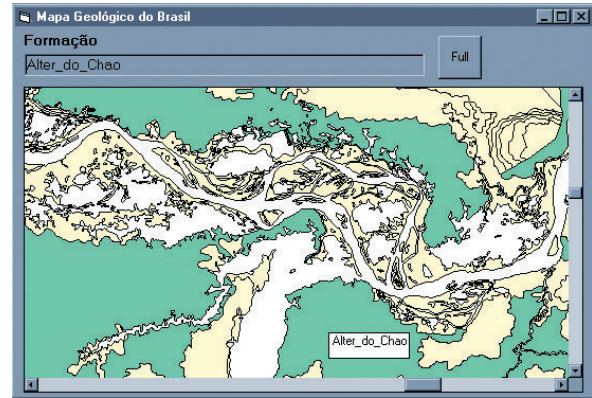 Mapa Geológico do Brasil
Formação
Alter_do_Chao
Full
Alter_do_Chao